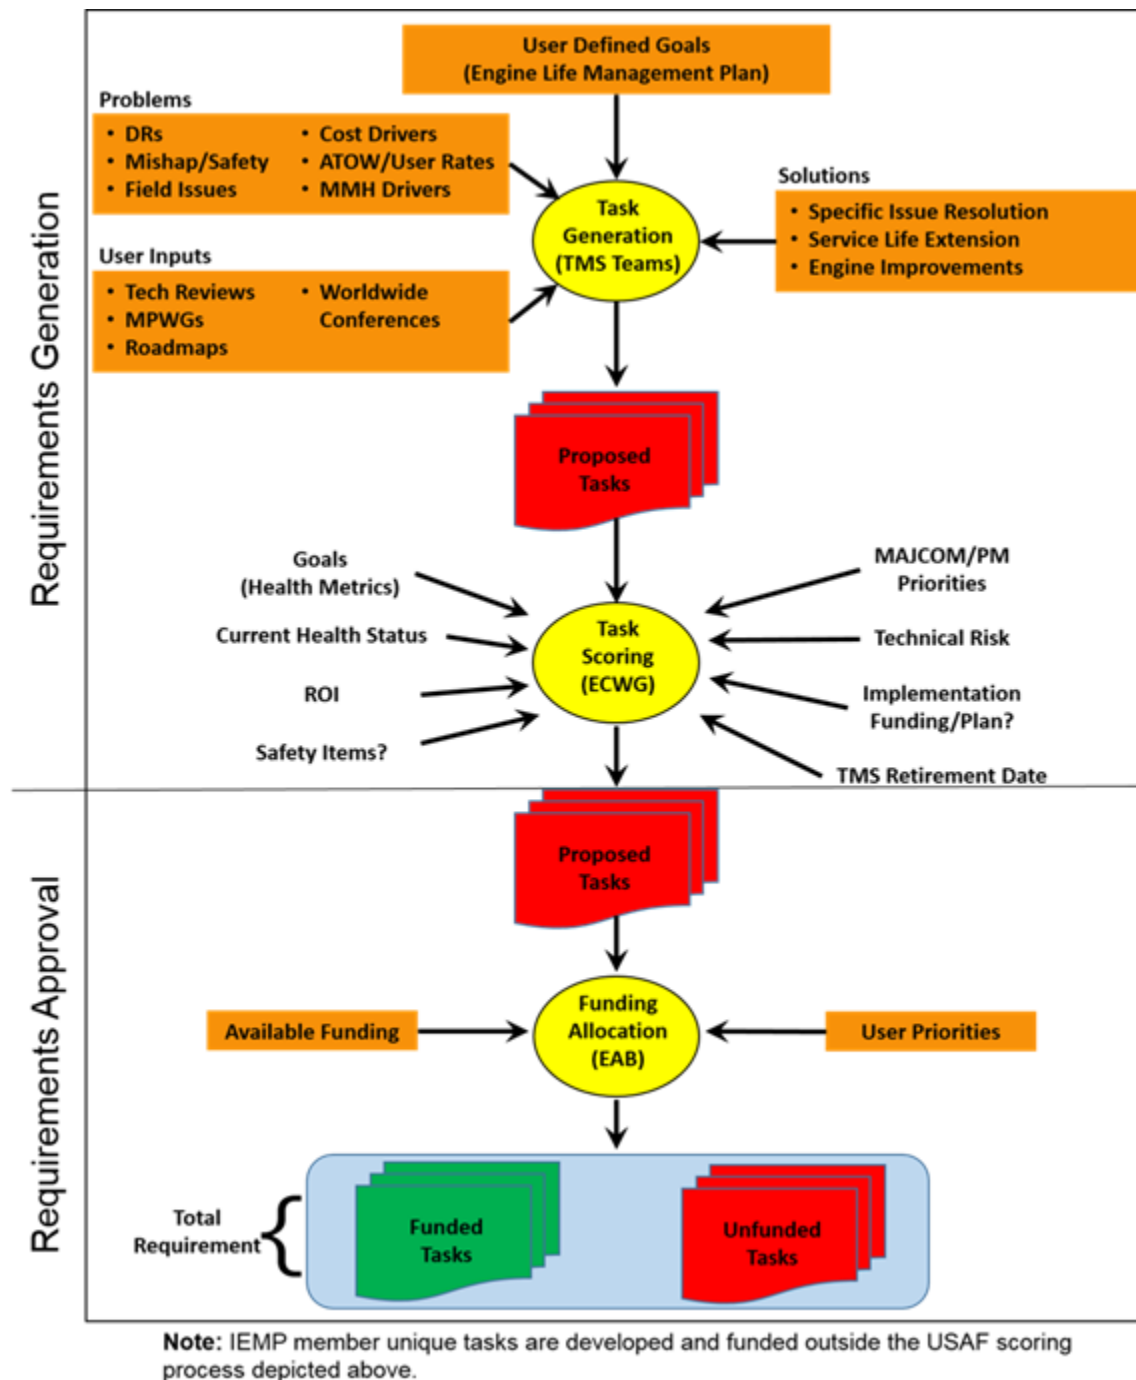 User Defined Goals
(Engine Life Management Plan)
Problems
• DRs
• Mishap/Safety
• Field Issues
• Cost Drivers
• ATOW/User Rates
• MMH Drivers
Task
Generation
(TMS Teams)
Solutions
• Specific Issue Resolution
• Service Life Extension
• Engine Improvements
User Inputs
• Tech Reviews
• MPWGs
• Roadmaps
• Worldwide
Conferences
Requirements Generation
Proposed
Tasks
Goals
(Health Metrics)
Current Health Status
ROI
Safety Items?
Task
Scoring
(ECWG)
MAJCOM/PM
Priorities
Technical Risk
Implementation
Funding/Plan?
TMS Retirement Date
Requirements Approval
Proposed
Tasks
Available Funding
Funding
Allocation
(EAB)
User Priorities
Total
Requirement
Funded
Tasks
Unfunded
Tasks
Note: IEMP member unique tasks are developed and funded outside the USAF scoring
process depicted above.